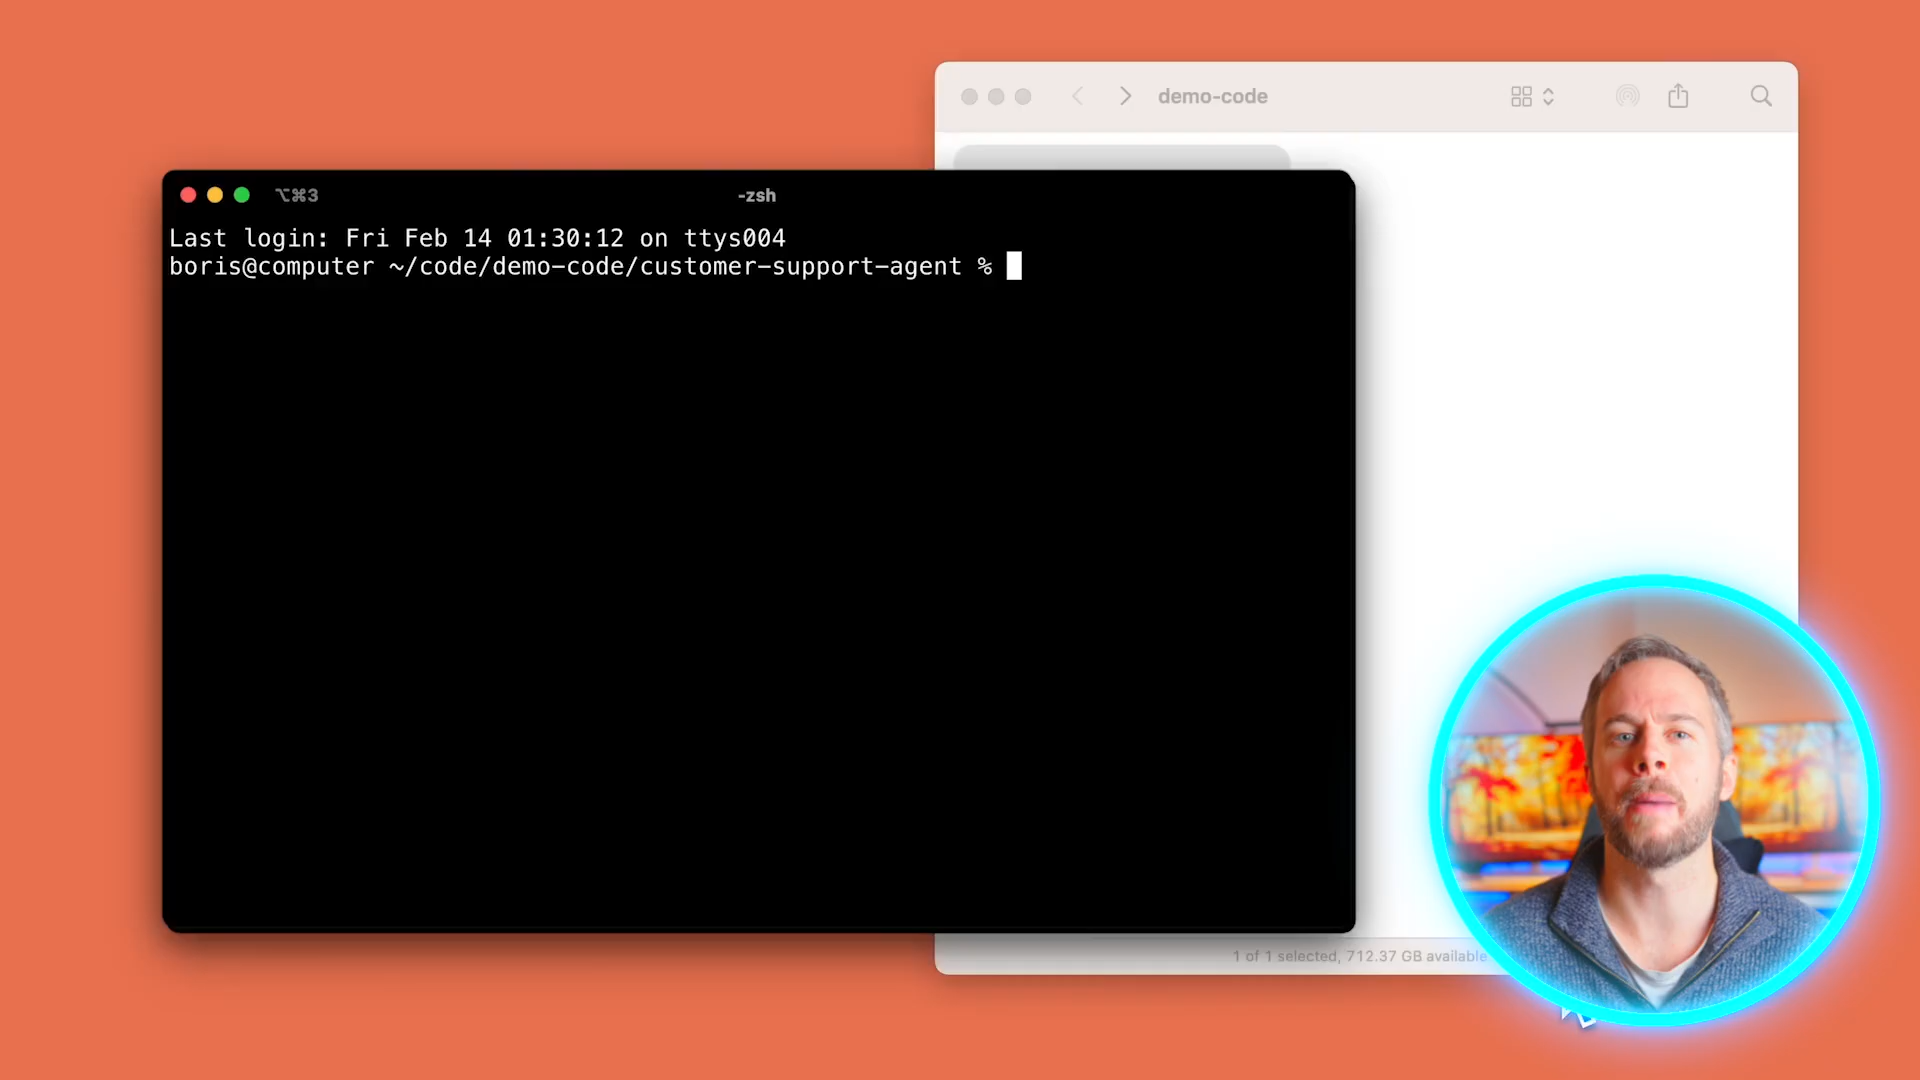 demo-code
⌥⌘3
-zsh
Last login: Fri Feb 14 01:30:12 on ttys004
boris@computer ~/code/demo-code/customer-support-agent %
1 of 1 selected, 712.37 GB available